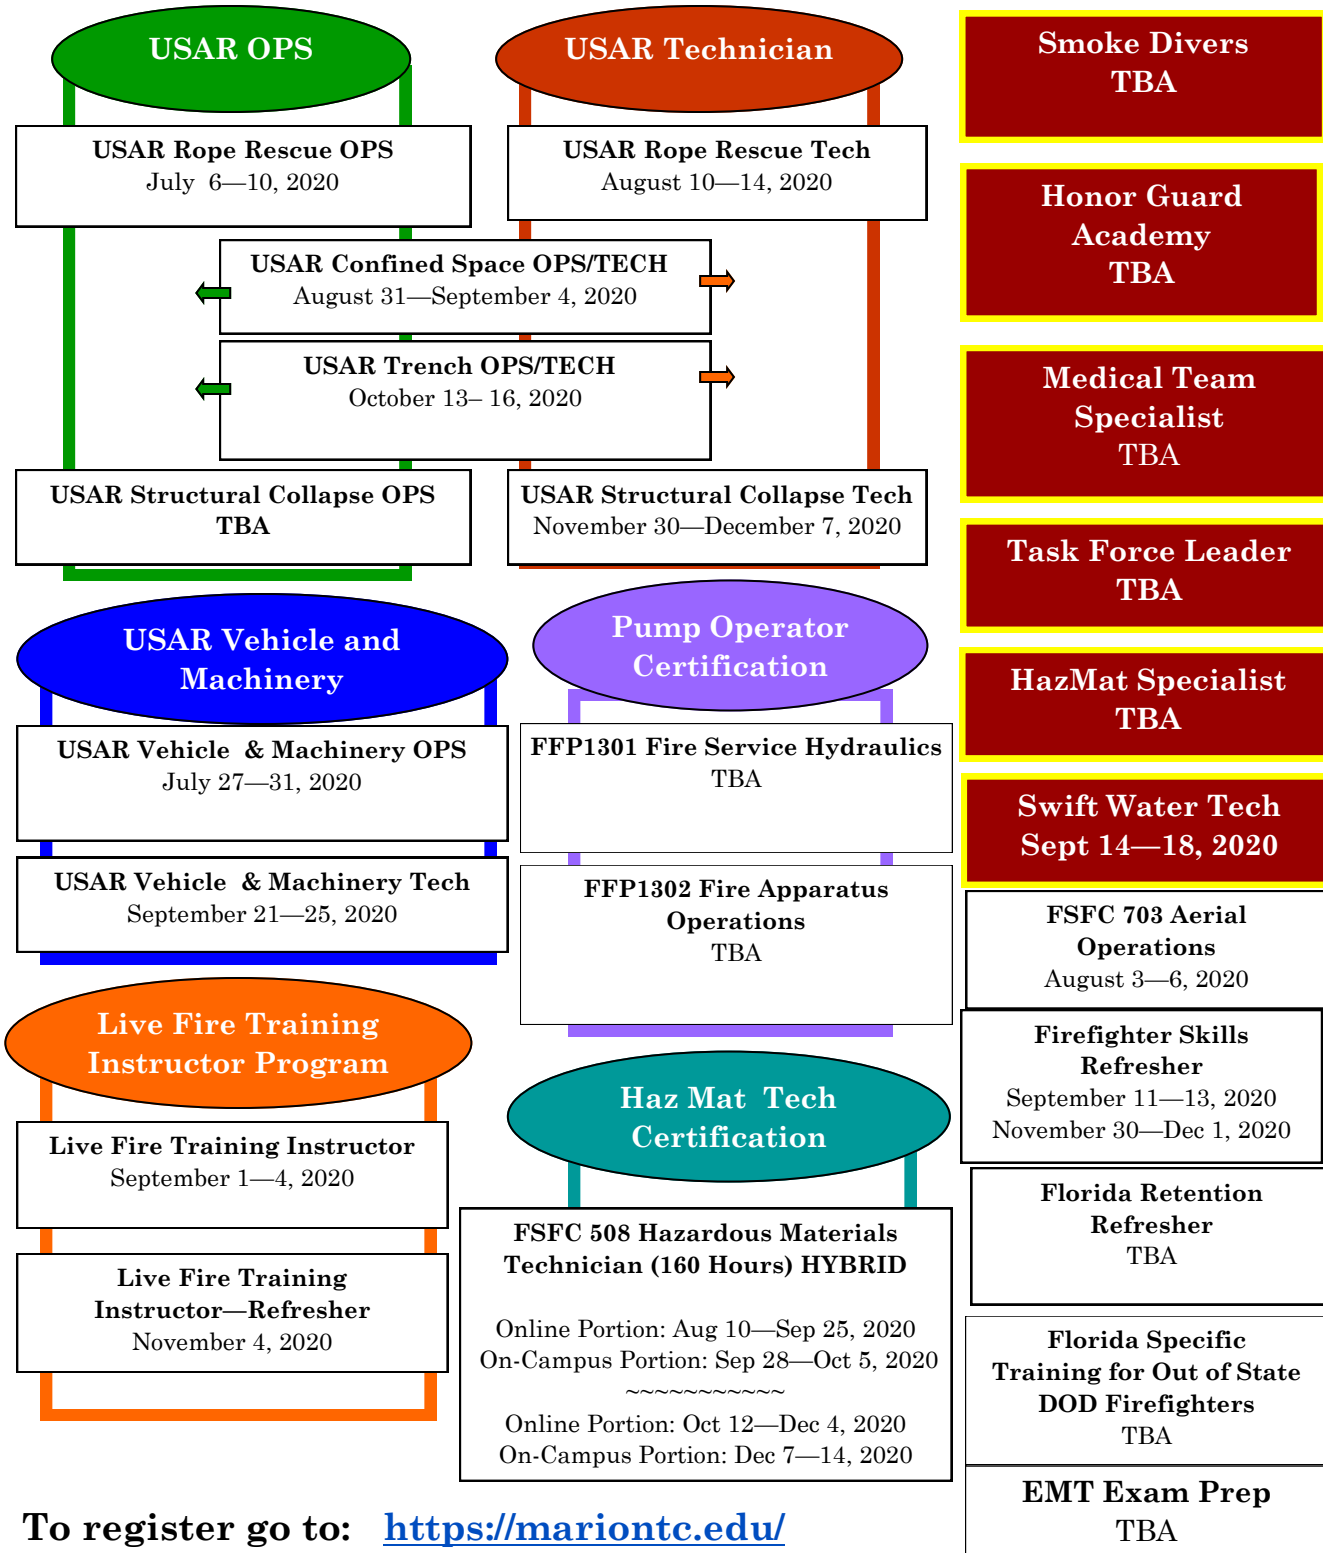 USAR OPS
USAR Rope Rescue OPS
July  6—10, 2020
USAR Technician
USAR Rope Rescue Tech
August 10—14, 2020
USAR Confined Space OPS/TECH
August 31—September 4, 2020
USAR Trench OPS/TECH
October 13– 16, 2020
USAR Structural Collapse OPS
TBA
USAR Structural Collapse Tech
November 30—December 7, 2020
USAR Vehicle and
Machinery
USAR Vehicle  & Machinery OPS
July 27—31, 2020
USAR Vehicle  & Machinery Tech
September 21—25, 2020
Pump Operator
Certification
FFP1301 Fire Service Hydraulics
TBA
FFP1302 Fire Apparatus
Operations
TBA
Live Fire Training
Instructor Program
Live Fire Training Instructor
September 1—4, 2020
Live Fire Training
Instructor—Refresher
November 4, 2020
Haz Mat  Tech
Certification
FSFC 508 Hazardous Materials
Technician (160 Hours) HYBRID
Online Portion: Aug 10—Sep 25, 2020
On-Campus Portion: Sep 28—Oct 5, 2020
~~~~~~~~~~~
Online Portion: Oct 12—Dec 4, 2020
On-Campus Portion: Dec 7—14, 2020
Smoke Divers
TBA
Honor Guard
Academy
TBA
Medical Team
Specialist
TBA
Task Force Leader
TBA
HazMat Specialist
TBA
Swift Water Tech
Sept 14—18, 2020
FSFC 703 Aerial
Operations
August 3—6, 2020
Firefighter Skills
Refresher
September 11—13, 2020
November 30—Dec 1, 2020
Florida Retention
Refresher
TBA
Florida Specific
Training for Out of State
DOD Firefighters
TBA
EMT Exam Prep
TBA
To register go to:   https://mariontc.edu/